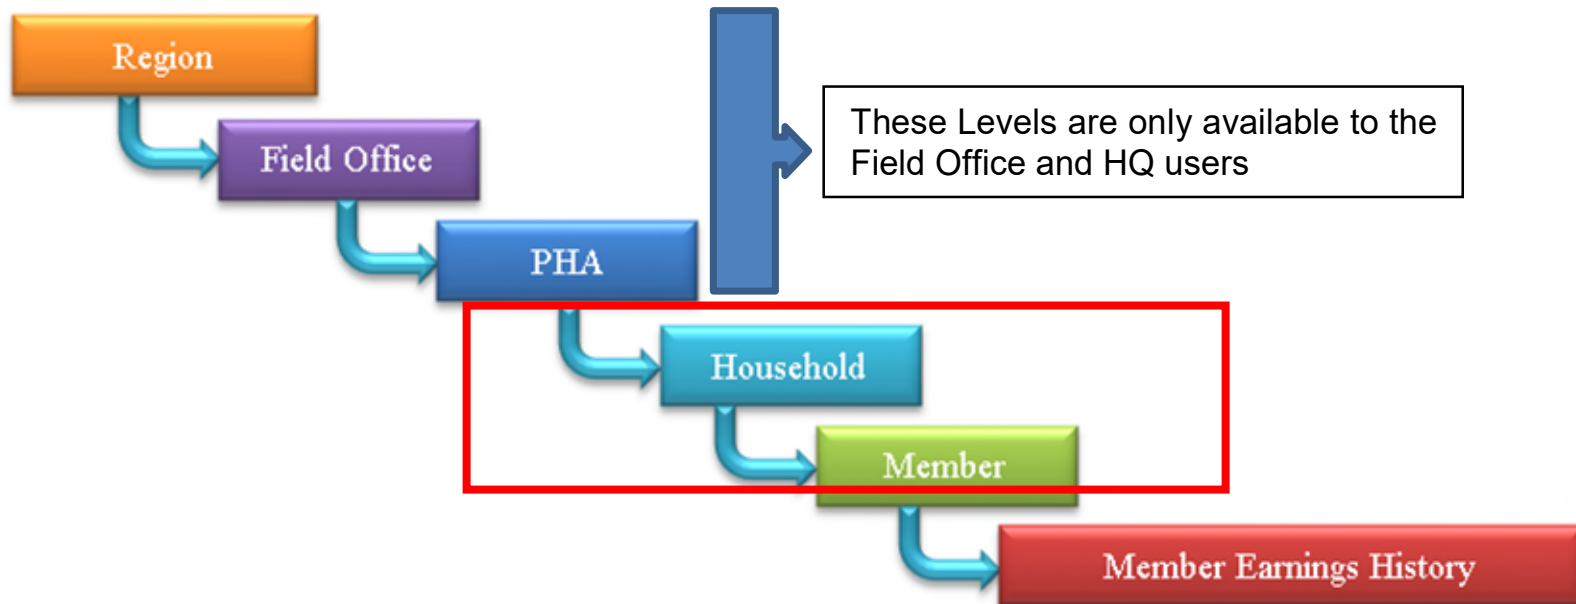 Region
Field Office
These Levels are only available to the
Field Office and HQ users
PHA
Household
Member
Member Earnings History